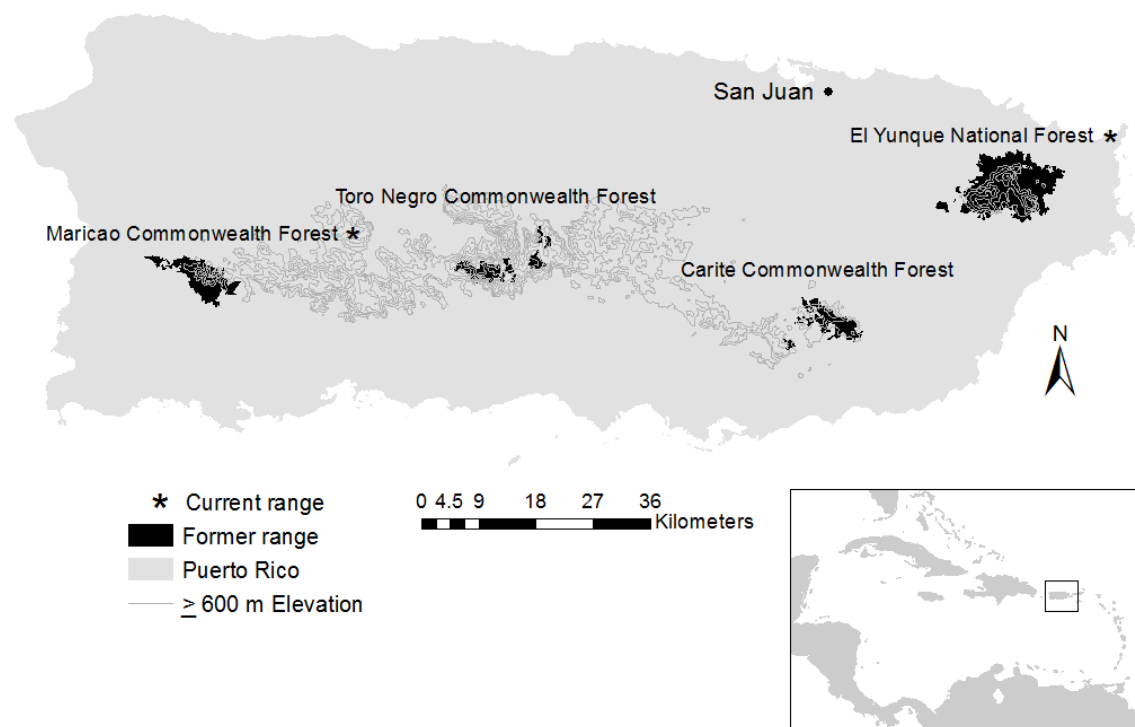 San Juan
El Yunque National Forest *
Toro Negro Commonwealth Forest
Maricao Commonwealth Forest *
Carite Commonwealth Forest
N
* Current range
Former range
Puerto Rico
≥ 600 m Elevation
0 4.5 9 18 27 36
Kilometers